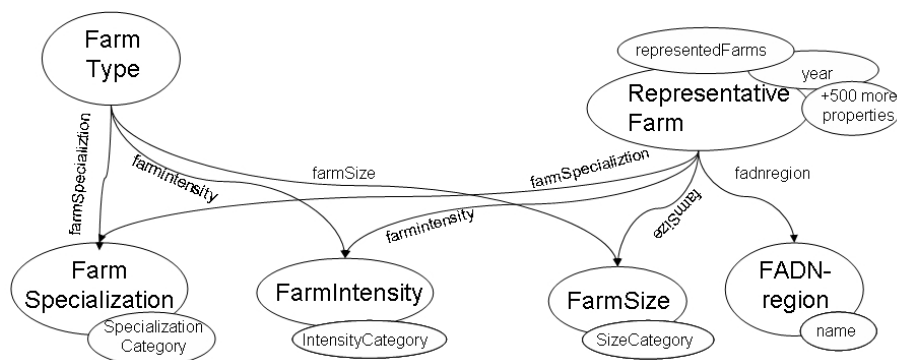 Farm
Type
representedFarms
year
+500 more
properties
Representative
Farm
farmSpecializtion
farmintensity
farmSize
farmSpecializtion
farmintensity
farmSize
fadnregion
Farm
Specialization
Specialization
Category
FarmIntensity
IntensityCategory
FarmSize
SizeCategory
FADN-
region
name